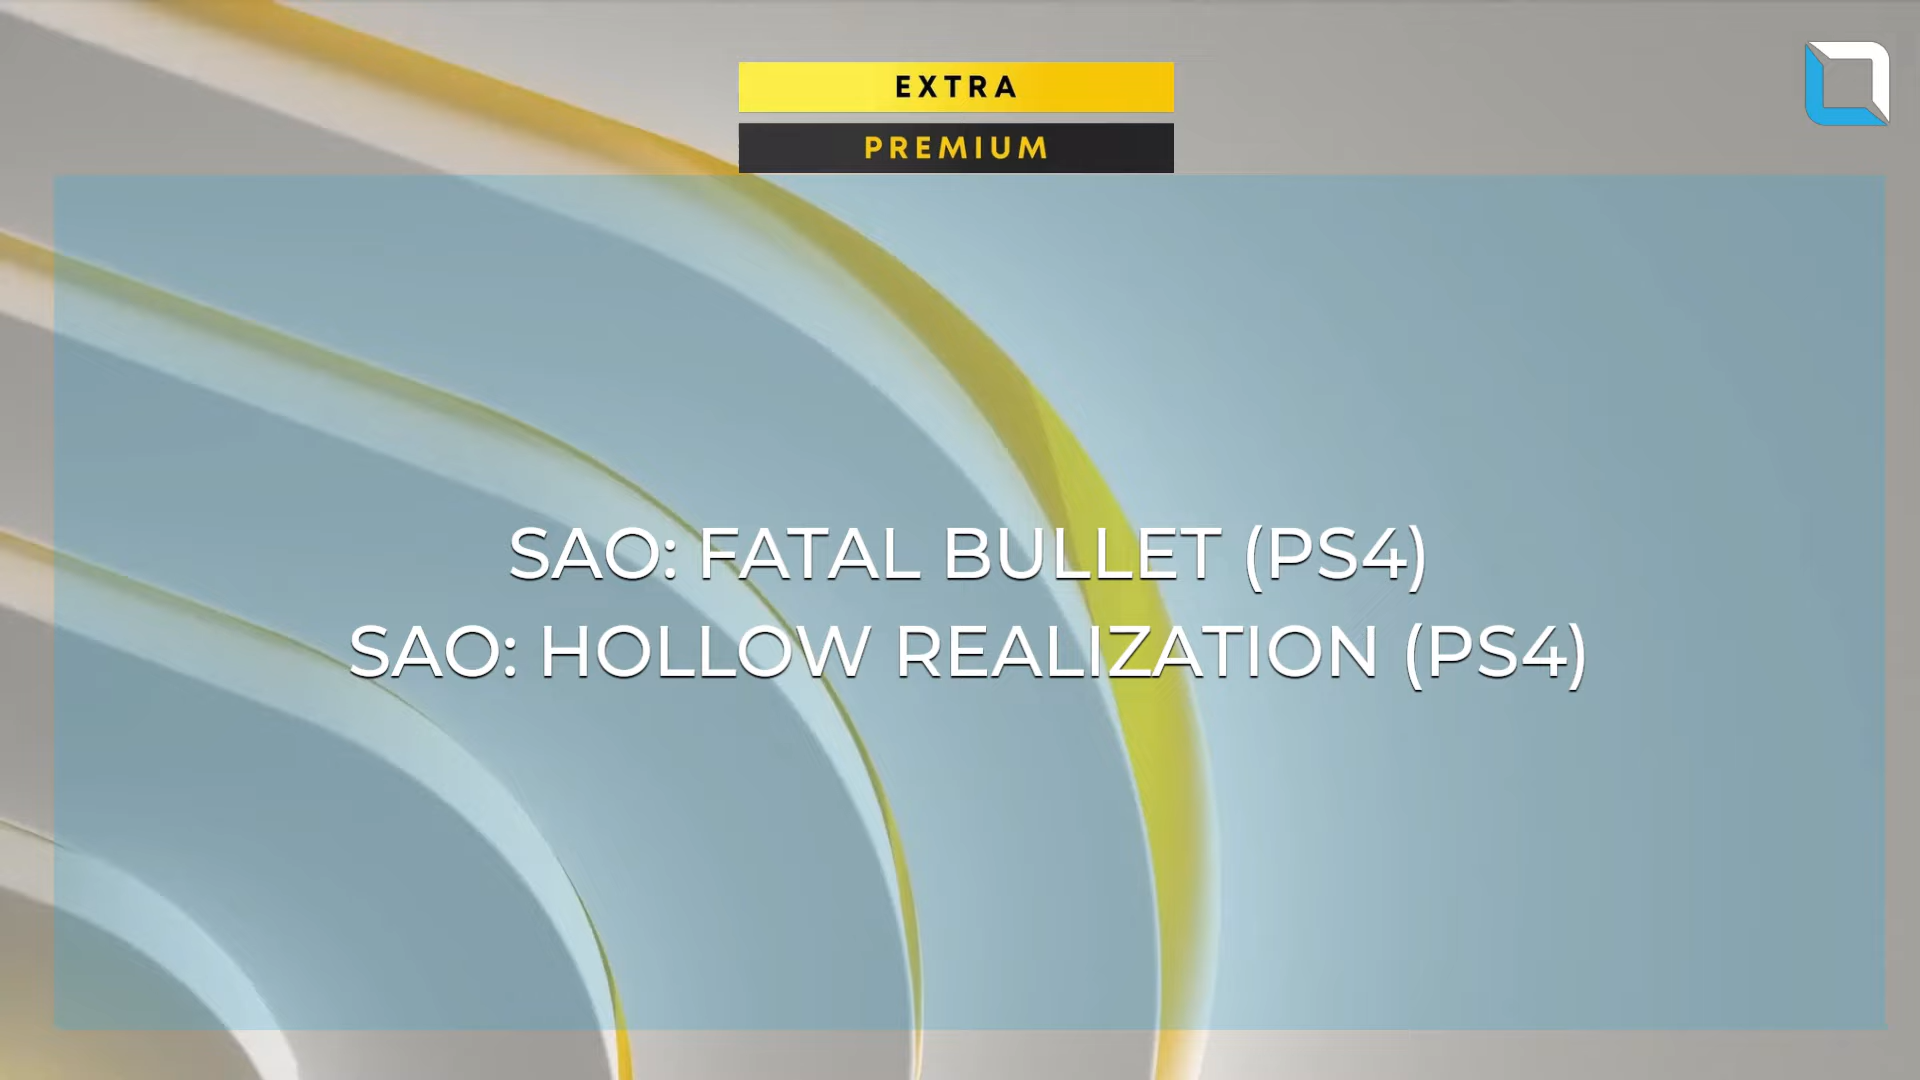 EXTRA
PREMIUM
SAO: FATAL BULLET (PS4)
SAO: HOLLOW REALIZATION (PS4)